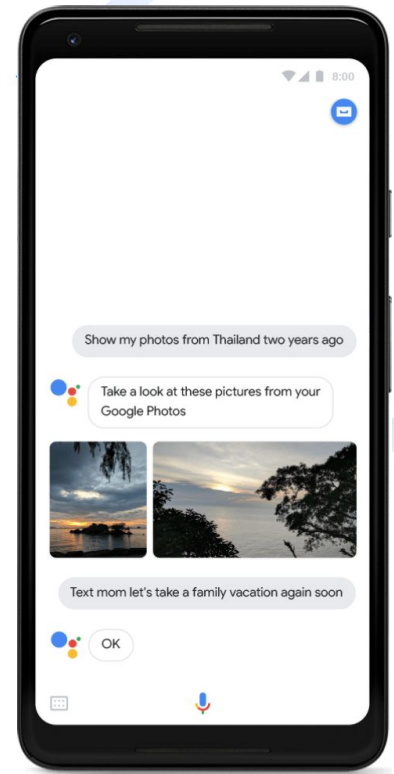 8:00
Show my photos from Thailand two years ago
Take a look at these pictures from your
Google Photos
Text mom let's take a family vacation again soon
OK